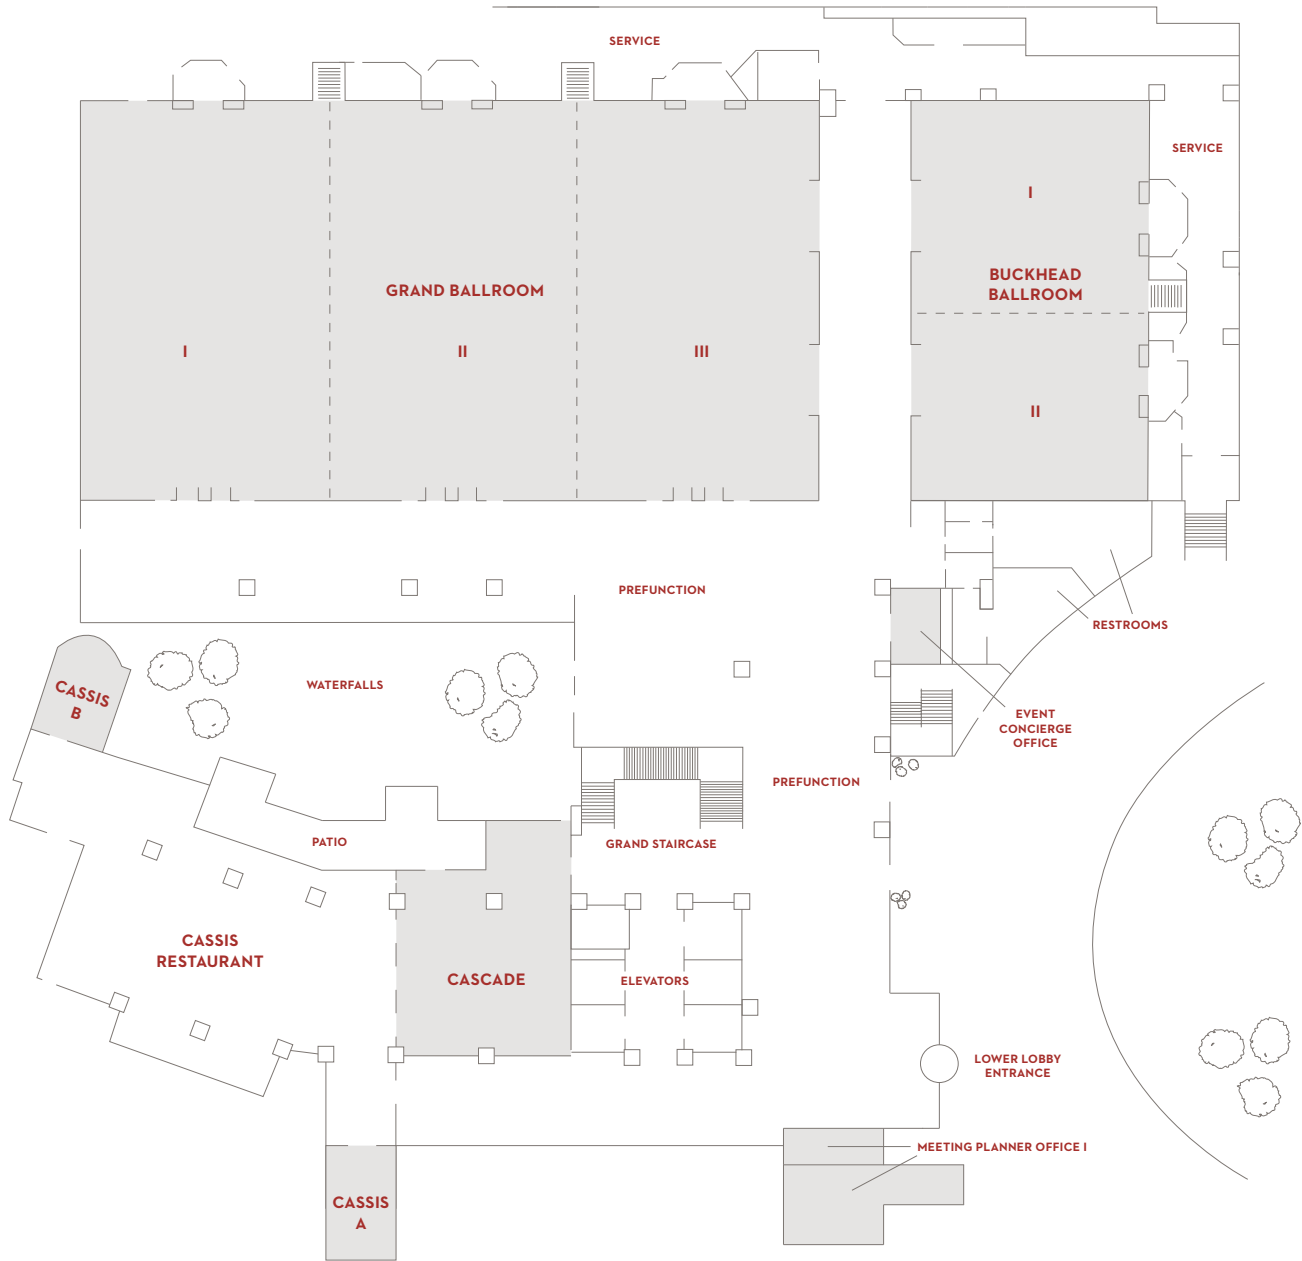 SERVICE
SERVICE
I
BUCKHEAD
BALLROOM
GRAND BALLROOM
I
II
III
II
PREFUNCTION
RESTROOMS
WATERFALLS
CASSIS
B
EVENT
CONCIERGE
OFFICE
PREFUNCTION
PATIO
GRAND STAIRCASE
CASSIS
RESTAURANT
CASCADE
ELEVATORS
LOWER LOBBY
ENTRANCE
MEETING PLANNER OFFICE I
CASSIS
A